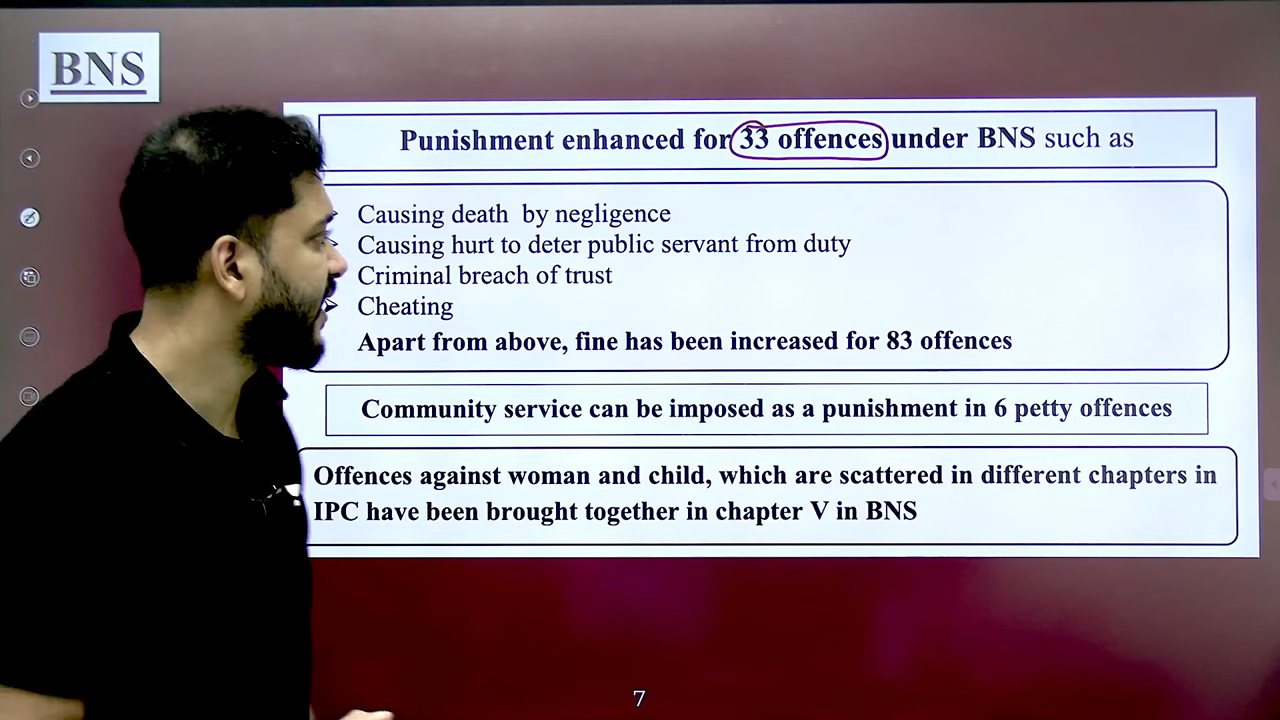 BNS
Punishment enhanced for 33 offences under BNS such as
Causing death by negligence
Causing hurt to deter public servant from duty
Criminal breach of trust
Cheating
Apart from above, fine has been increased for 83 offences
Community service can be imposed as a punishment in 6 petty offences
Offences against woman and child, which are scattered in different chapters in
IPC have been brought together in chapter V in BNS
7